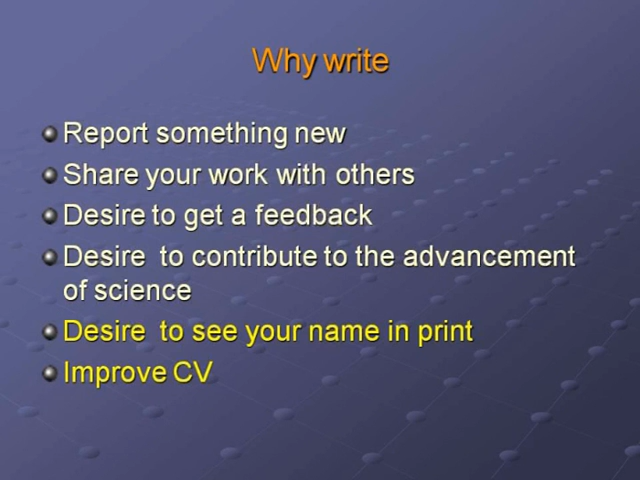 Why write
Report something new
Share your work with others
Desire to get a feedback
Desire to contribute to the advancement
of science
Desire to see your name in print
Improve CV